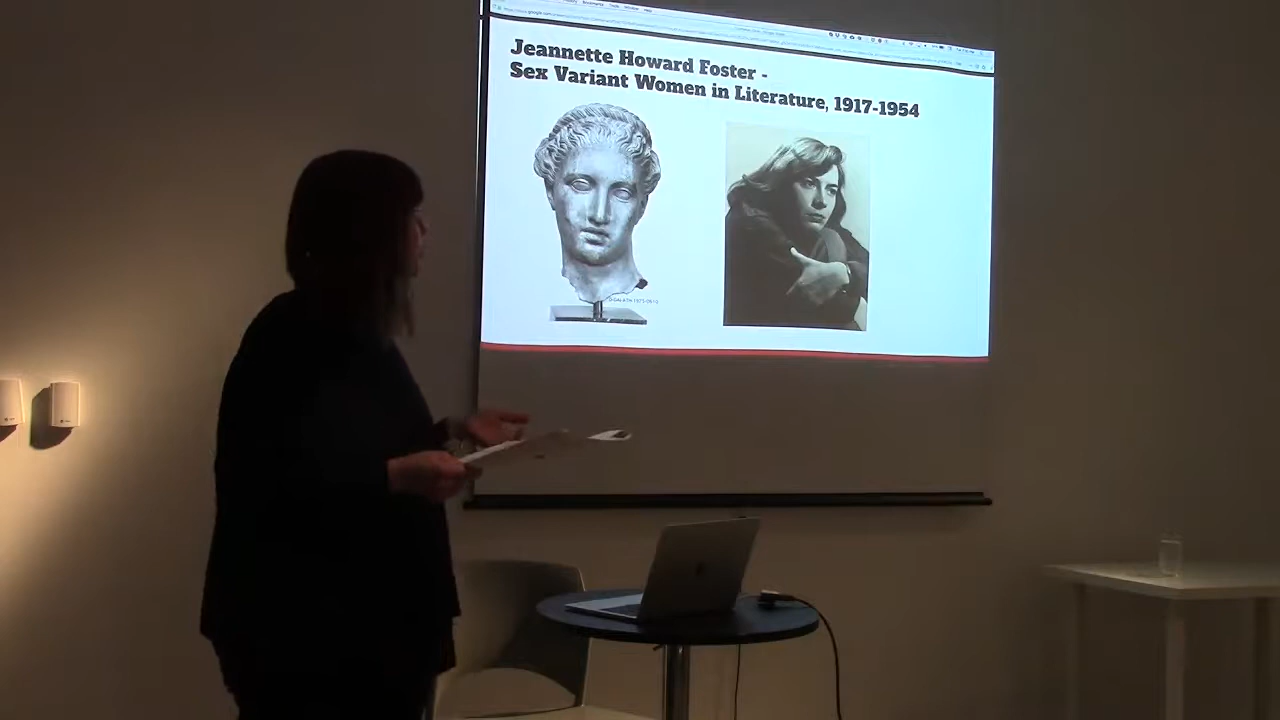 Jeannette Howard Foster -
Sex Variant Women in Literature, 1917-1954